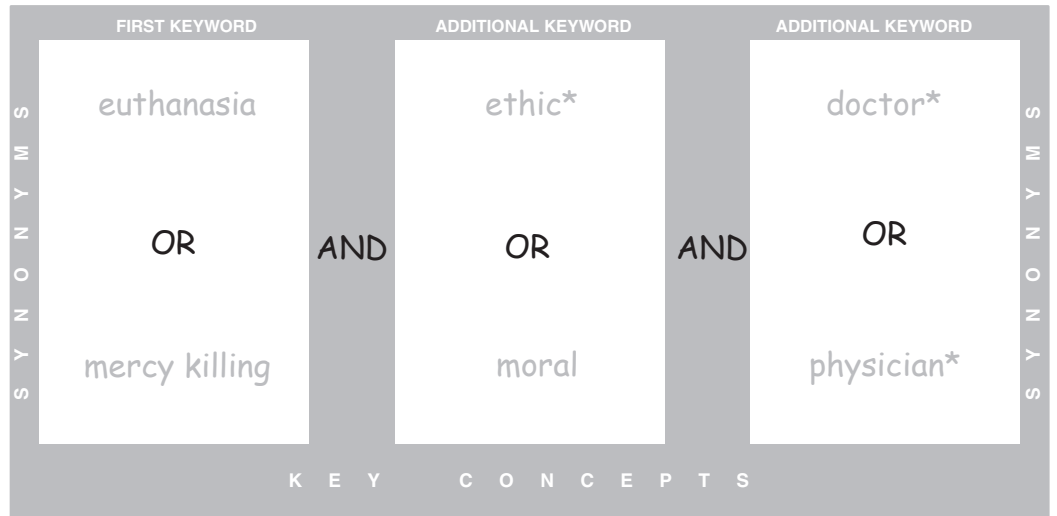 FIRST KEYWORD
ADDITIONAL KEYWORD
ADDITIONAL KEYWORD
SYNONYMS
euthanasia
ethic*
doctor*
SYNONYMS
OR
AND
OR
AND
OR
mercy killing
moral
physician*
KEY CONCEPTS